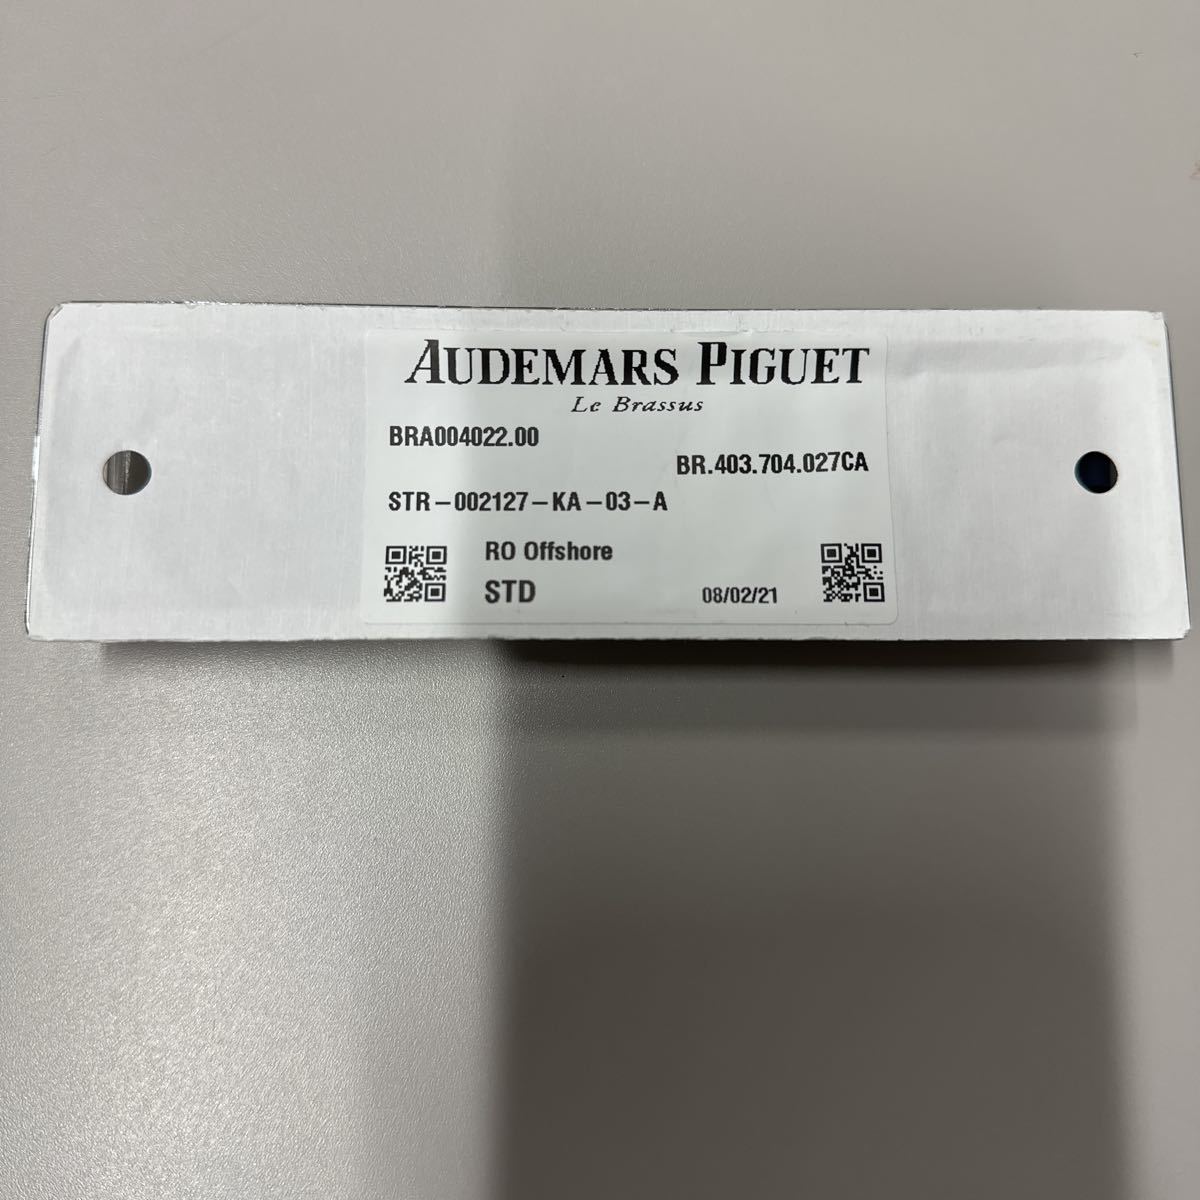 AUDEMARS PIGUET
Le Brassus
BRA004022.00
BR.403.704.027CA
STR-002127-KA-03-A
RO Offshore
STD
08/02/21